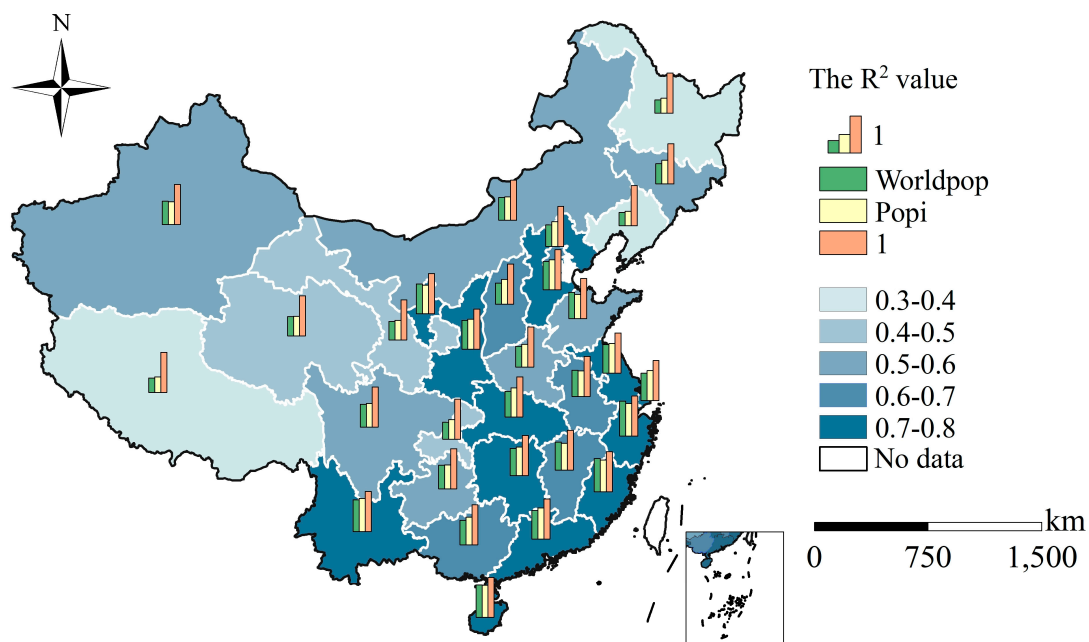 N
The R² value
1
Worldpop
Popi
1
0.3-0.4
0.4-0.5
0.5-0.6
0.6-0.7
0.7-0.8
No data
km
0 750 1,500